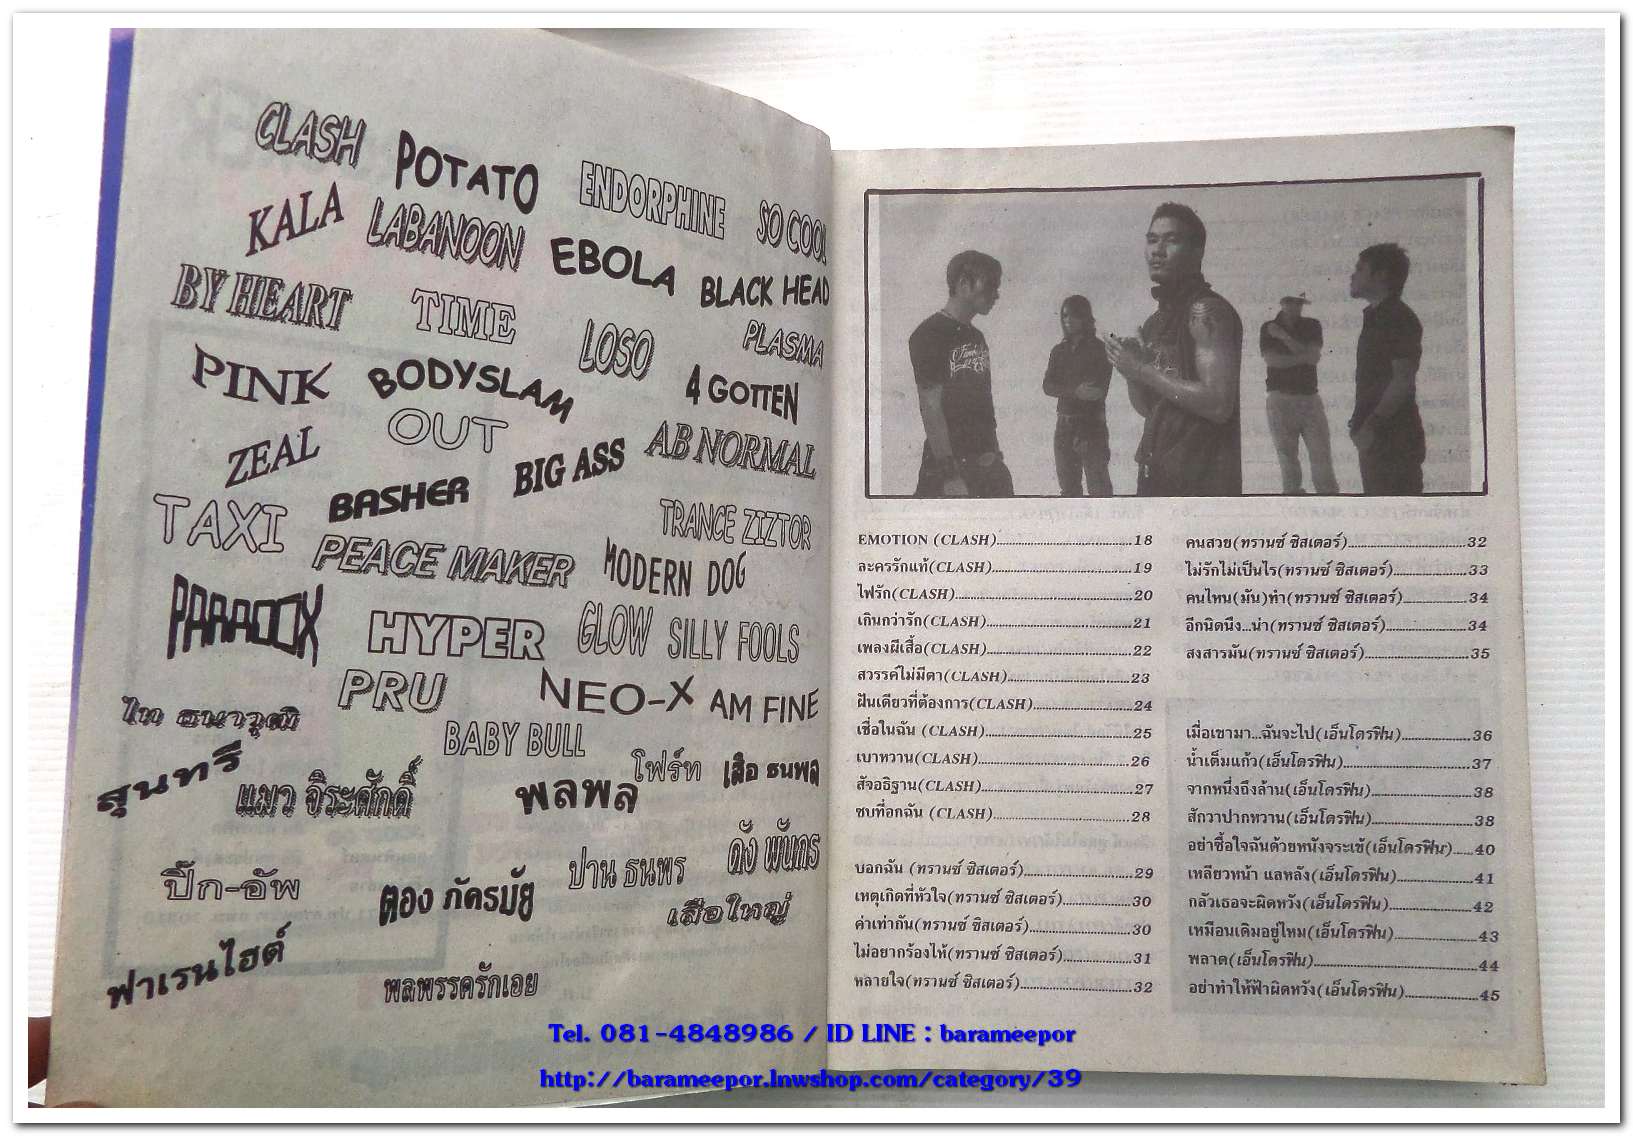 CLASH
POTATO
ENDORPHINE
SO COOL
KALA
LABANOON
EBOLA
BLACK HEAD
BY HEART
TIME
LOSO
PLASMA
PINK
BODYSLAM
4 GOTTEN
OUT
ZEAL
BIG ASS
AB NORMAL
TAXI
BASHER
TRANCE ZIZTOR
PEACE MAKER
MODERN DOG
PARADOX
HYPER
GLOW
SILLY FOOLS
PRU
NEO-X
AM FINE
ไท ธนาวุฒิ
BABY BULL
สุนทรี
แมว จิระศักดิ์
พลพล
โฟร์ท
เสือ ธนพล
ปิ๊ก-อัพ
ตอง ภัครมัย
ปาน ธนพร
ดัง พันกร
เสือใหญ่
ฟาเรนไฮต์
พลพรรครักเอย
EMOTION (CLASH)...18
ละครรักแท้(CLASH)...19
ไฟรัก(CLASH)...20
เกินกว่ารัก(CLASH)...21
เพลงผีเสื้อ(CLASH)...22
สวรรค์ไม่มีตา(CLASH)...23
ฝันเดียวที่ต้องการ(CLASH)...24
เชื่อในฉัน (CLASH)...25
เบาหวาน(CLASH)...26
สัจอธิฐาน(CLASH)...27
ซบที่อกฉัน (CLASH)...28
บอกฉัน (ทรานซ์ ซิสเตอร์)...29
เหตุเกิดที่หัวใจ(ทรานซ์ ซิสเตอร์)...30
ค่าเท่ากัน(ทรานซ์ ซิสเตอร์)...30
ไม่อยากร้องไห้(ทรานซ์ ซิสเตอร์)...31
หลายใจ(ทรานซ์ ซิสเตอร์)...32
คนสวย(ทรานซ์ ซิสเตอร์)...32
ไม่รักไม่เป็นไร(ทรานซ์ ซิสเตอร์)...33
คนไหน(มัน)ทำ(ทรานซ์ ซิสเตอร์)...34
อีกนิดนึง...น่า(ทรานซ์ ซิสเตอร์)...34
สงสารมัน(ทรานซ์ ซิสเตอร์)...35
เมื่อเขามา...ฉันจะไป(เอ็นโดรฟิน)...36
น้ำเต็มแก้ว(เอ็นโดรฟิน)...37
จากหนึ่งถึงล้าน(เอ็นโดรฟิน)...38
สักวาปากหวาน(เอ็นโดรฟิน)...38
อย่าซื้อใจฉันด้วยหนังจระเข้(เอ็นโดรฟิน)...40
เหลียวหน้า แลหลัง(เอ็นโดรฟิน)...41
กลัวเธอจะผิดหวัง(เอ็นโดรฟิน)...42
เหมือนเดิมอยู่ไหม(เอ็นโดรฟิน)...43
พลาด(เอ็นโดรฟิน)...44
อย่าทำให้ฟ้าผิดหวัง(เอ็นโดรฟิน)...45
Tel. 081-4848986 / ID LINE : barameepor
http://barameepor.lnwshop.com/category/39